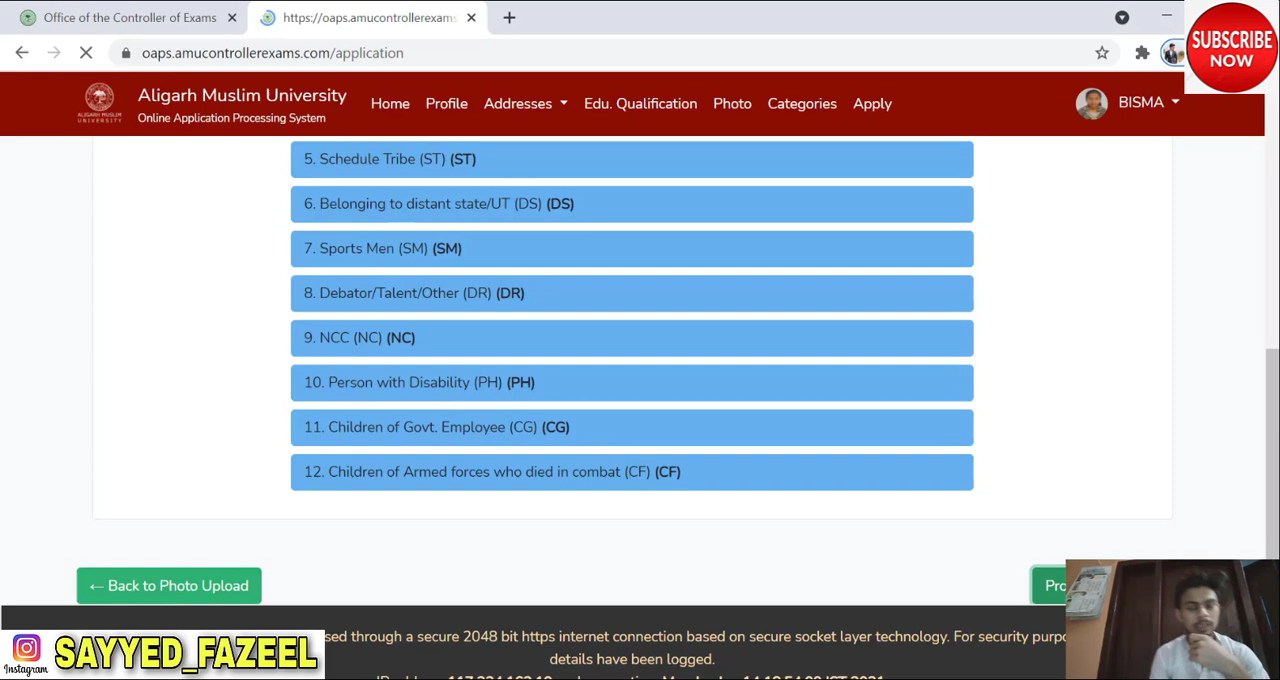 Office of the Controller of Exams
https://oaps.amucontrollerexams
oaps.amucontrollerexams.com/application
SUBSCRIBE
NOW
Aligarh Muslim University
Online Application Processing System
Home Profile Addresses Edu. Qualification Photo Categories Apply
BISMA
5. Schedule Tribe (ST) (ST)
6. Belonging to distant state/UT (DS) (DS)
7. Sports Men (SM) (SM)
8. Debator/Talent/Other (DR) (DR)
9. NCC (NC) (NC)
10. Person with Disability (PH) (PH)
11. Children of Govt. Employee (CG) (CG)
12. Children of Armed forces who died in combat (CF) (CF)
← Back to Photo Upload
sed through a secure 2048 bit https internet connection based on secure socket layer technology. For security purpo
details have been logged.
Instagram
SAYYED_FAZEEL